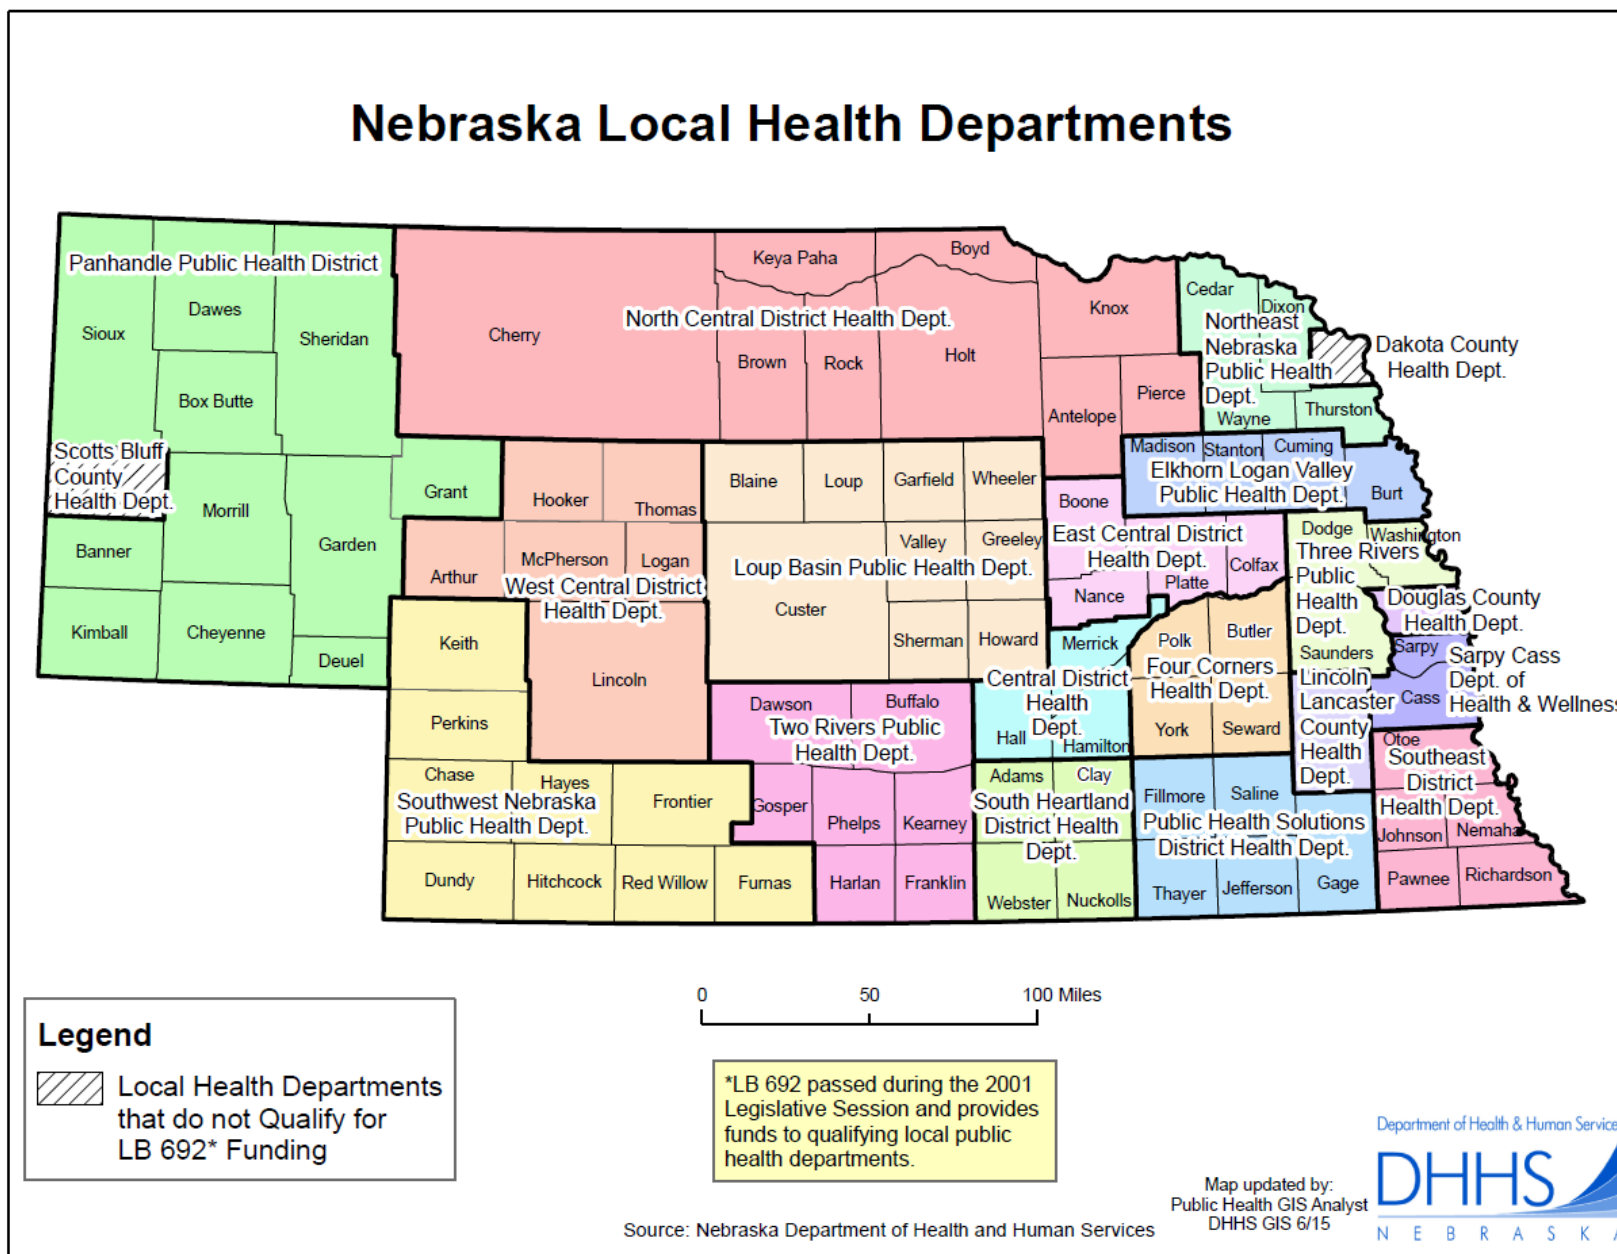 Nebraska Local Health Departments
Panhandle Public Health District
Sioux
Dawes
Sheridan
Box Butte
Scotts Bluff
County
Health Dept.
Morrill
Grant
Garden
Banner
Kimball
Cheyenne
Deuel
North Central District Health Dept.
Cherry
Keya Paha
Boyd
Brown
Rock
Holt
Knox
Antelope
Pierce
Cedar
Dixon
Northeast
Nebraska
Public Health
Dept.
Wayne
Thurston
Dakota County
Health Dept.
Madison
Stanton
Cuming
Elkhorn Logan Valley
Public Health Dept.
Burt
Hooker
Thomas
Arthur
McPherson
Logan
West Central District
Health Dept.
Lincoln
Blaine
Loup
Garfield
Wheeler
Valley
Greeley
Loup Basin Public Health Dept.
Custer
Sherman
Howard
Boone
East Central District
Health Dept.
Platte
Colfax
Nance
Dodge
Washington
Three Rivers
Public
Health
Dept.
Saunders
Douglas County
Health Dept.
Sarpy
Cass
Sarpy Cass
Dept. of
Health & Wellness
Merrick
Central District
Health
Dept.
Hall
Hamilton
Polk
Butler
Four Corners
Health Dept.
York
Seward
Lincoln
Lancaster
County
Health
Dept.
Otoe
Southeast
District
Health Dept.
Johnson
Nemaha
Pawnee
Richardson
Keith
Perkins
Chase
Hayes
Frontier
Southwest Nebraska
Public Health Dept.
Dundy
Hitchcock
Red Willow
Furnas
Dawson
Buffalo
Two Rivers Public
Health Dept.
Gosper
Phelps
Kearney
Harlan
Franklin
Adams
Clay
South Heartland
District Health
Dept.
Webster
Nuckolls
Fillmore
Saline
Public Health Solutions
District Health Dept.
Thayer
Jefferson
Gage
0 50 100 Miles
Legend
Local Health Departments
that do not Qualify for
LB 692* Funding
*LB 692 passed during the 2001
Legislative Session and provides
funds to qualifying local public
health departments.
Source: Nebraska Department of Health and Human Services
Map updated by:
Public Health GIS Analyst
DHHS GIS 6/15
Department of Health & Human Service
DHHS
N E B R A S K A